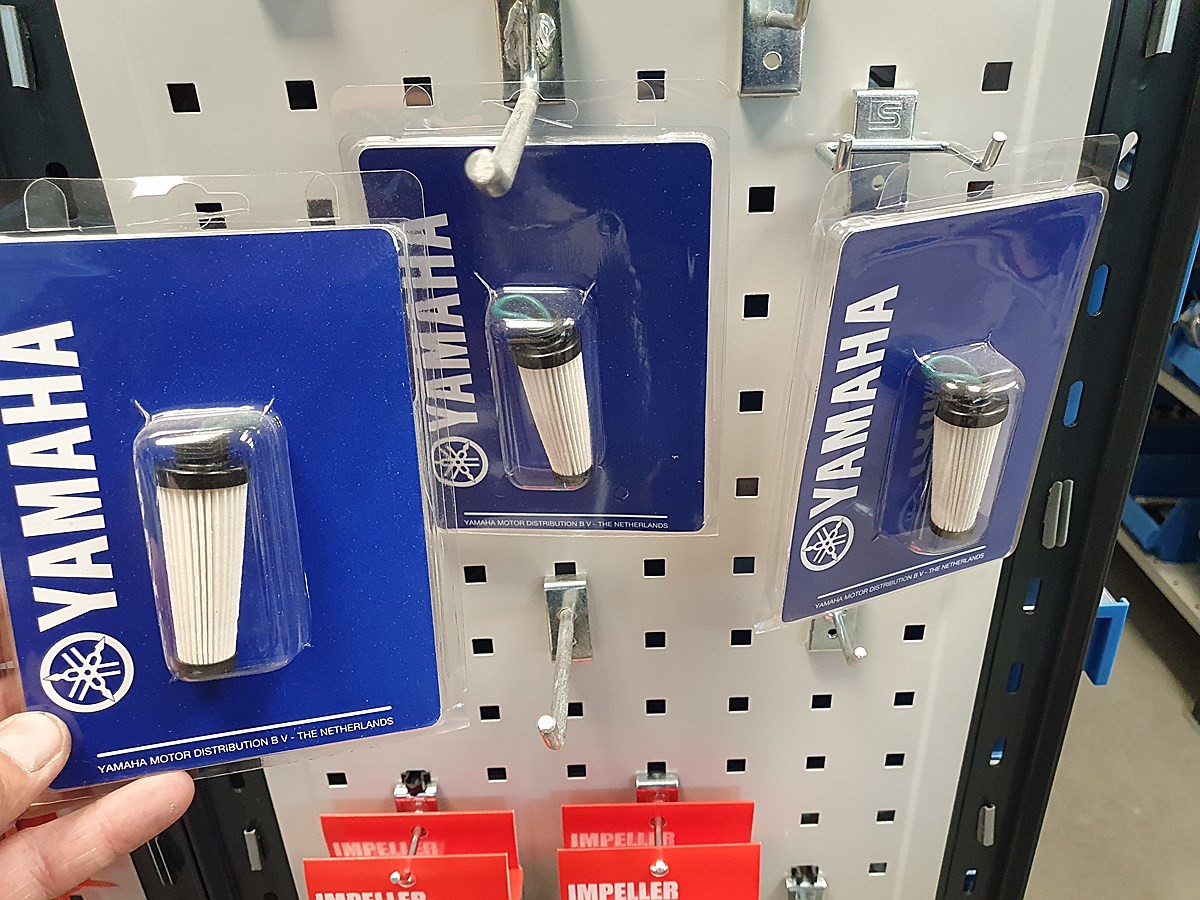 YAMAHA
YAMAHA MOTOR DISTRIBUTION B V - THE NETHERLANDS
YAMAHA
YAMAHA MOTOR DISTRIBUTION B V - THE NETHERLANDS
YAMAHA
YAMAHA MOTOR DISTRIBUTION B V - THE NETHERLANDS
LS
IMPELLER
IMPELLER
IMPELLER
IMPELLER